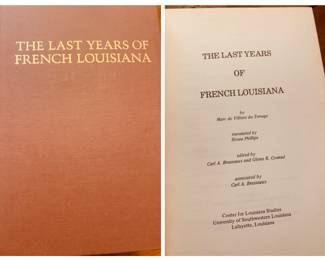 THE LAST YEARS OF
FRENCH LOUISIANA
THE LAST YEARS
OF
FRENCH LOUISIANA
by
Marc de Villiers du Terrage
translated by
Hosea Phillips
edited by
Carl A. Brasseaux and Glenn R. Conrad
annotated by
Carl A. Brasseaux
Center for Louisiana Studies
University of Southwestern Louisiana
Lafayette, Louisiana